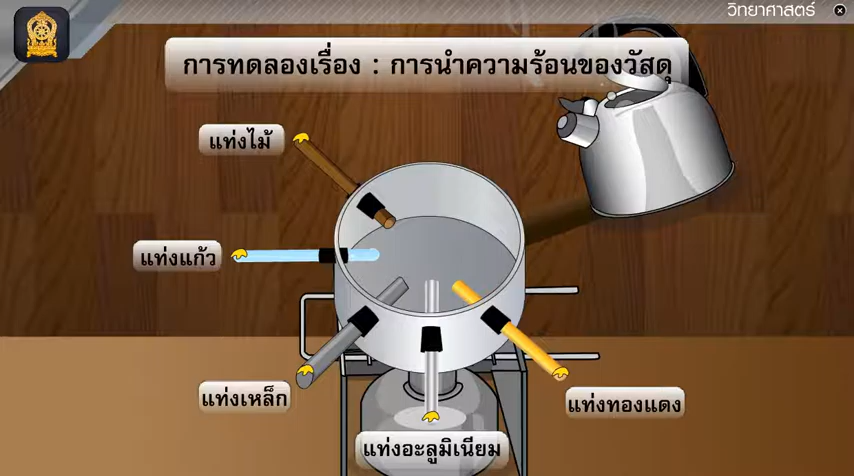 วิทยาศาสตร์
การทดลองเรื่อง : การนำความร้อนของวัสดุ
แท่งไม้
แท่งแก้ว
แท่งเหล็ก
แท่งทองแดง
แท่งอะลูมิเนียม